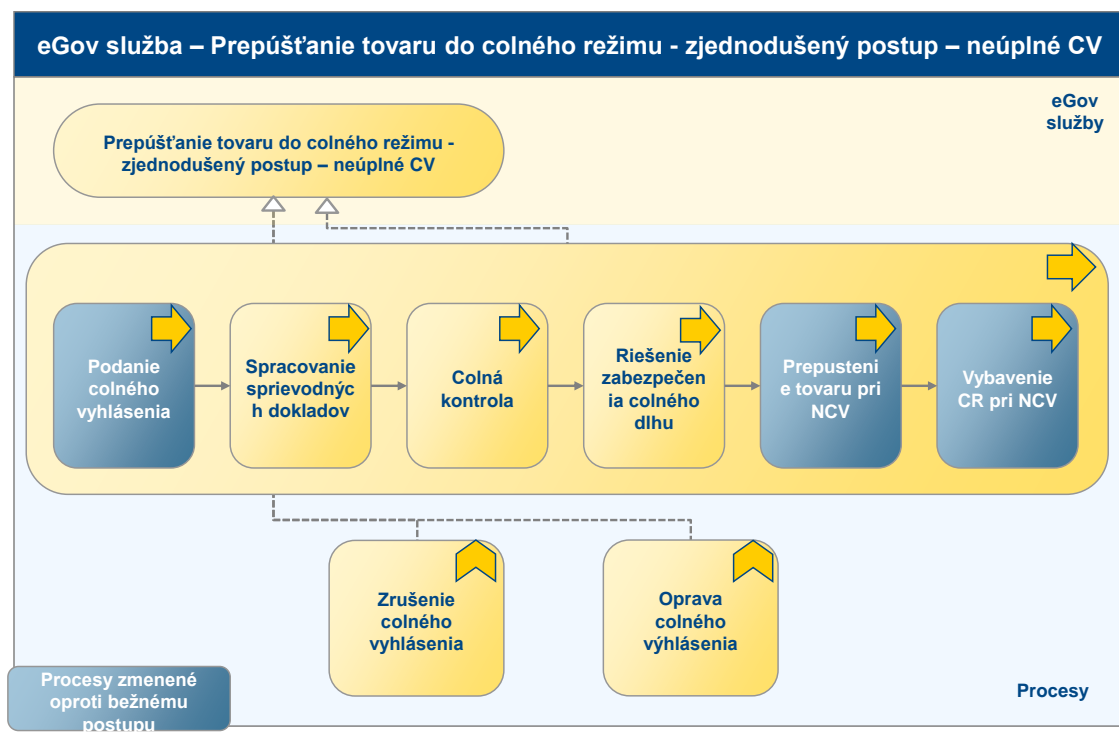 eGov služba – Prepúšťanie tovaru do colného režimu - zjednodušený postup – neúplné CV
eGov
služby
Prepúšťanie tovaru do colného režimu -
zjednodušený postup – neúplné CV
Podanie
colného
vyhlásenia
Spracovanie
sprievodnýc
h dokladov
Colná
kontrola
Riešenie
zabezpečen
ia colného
dlhu
Prepusteni
e tovaru pri
NCV
Vybavenie
CR pri NCV
Zrušenie
colného
vyhlásenia
Oprava
colného
výhlásenia
Procesy zmenené
oproti bežnému
postupu
Procesy